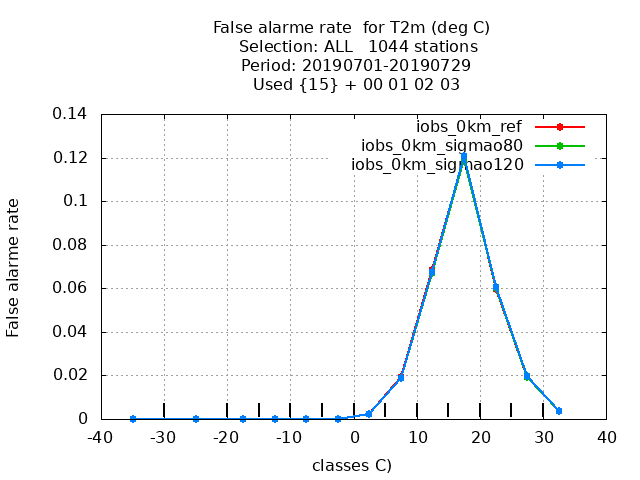 False alarme rate  for T2m (deg C)
Selection: ALL   1044 stations
Period: 20190701-20190729
Used {15} + 00 01 02 03
iobs_0km_ref
iobs_0km_sigmao80
iobs_0km_sigmao120
False alarme rate
0.14
0.12
0.1
0.08
0.06
0.04
0.02
0
-40 -30 -20 -10 0 10 20 30 40
classes C)